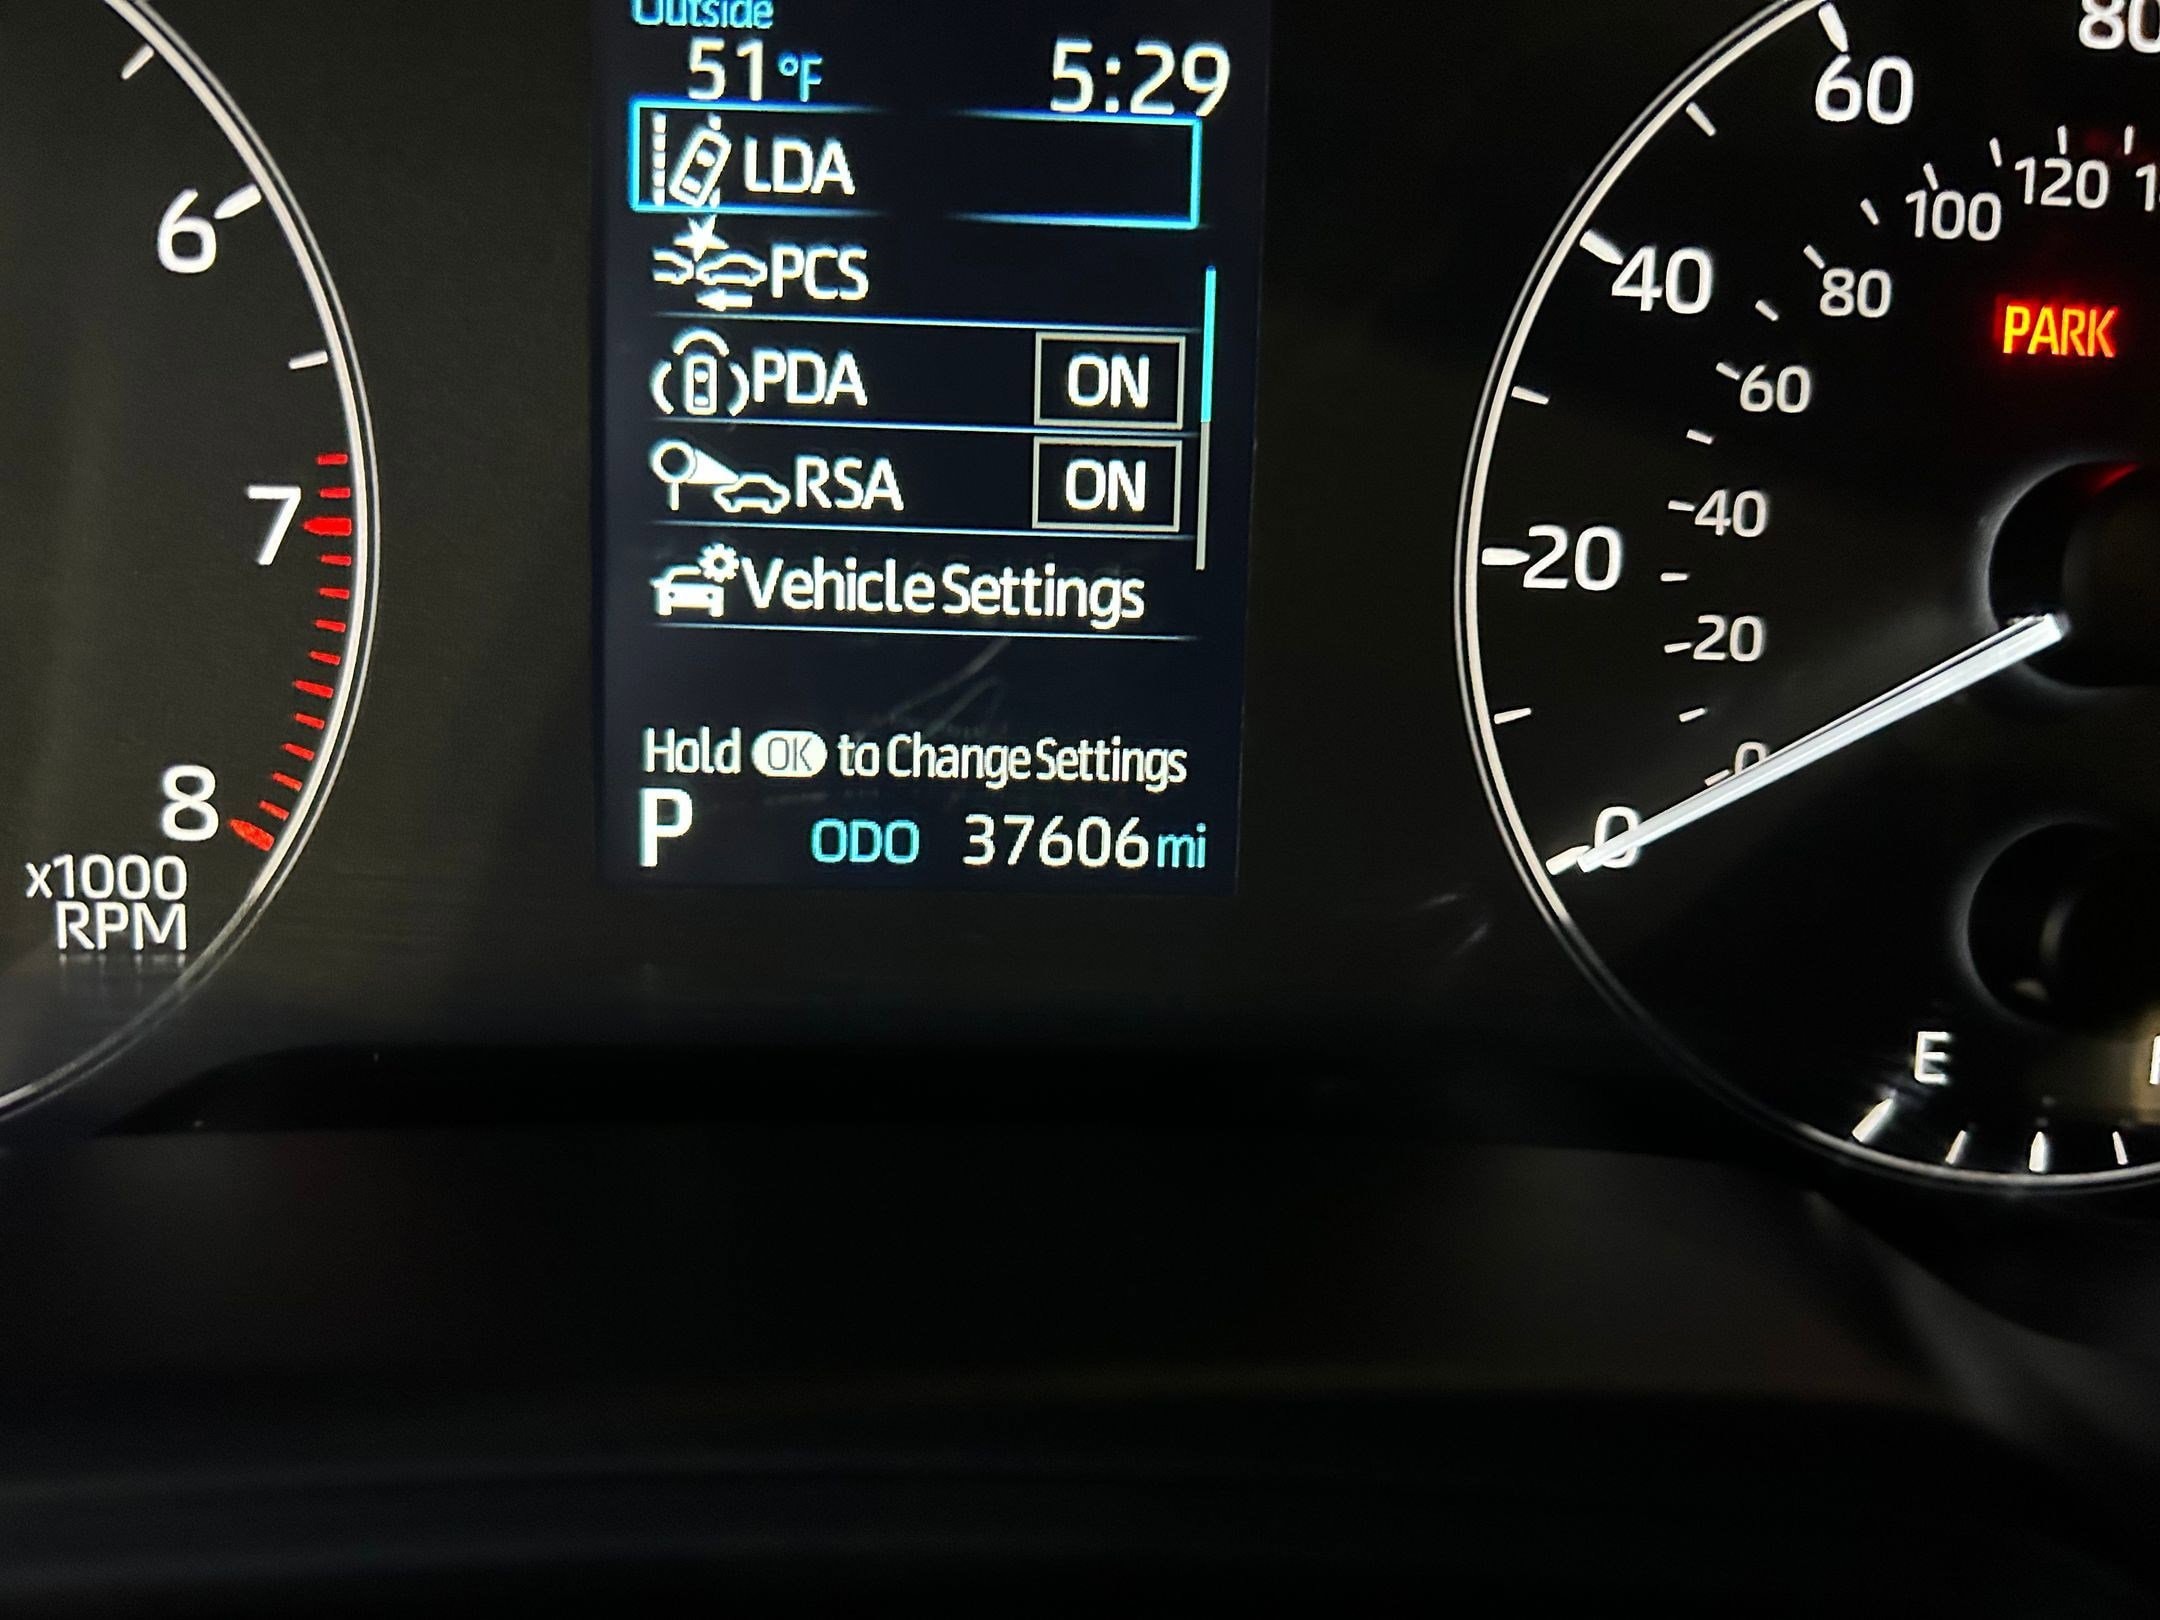 Outside
51 °F 5:29
LDA
PCS
PDA ON
RSA ON
Vehicle Settings
Hold OK to Change Settings
P ODO 37606 mi
6
7
8
x1000
RPM
80
60
40
20
0
120
100
80
60
40
20
0
PARK
E